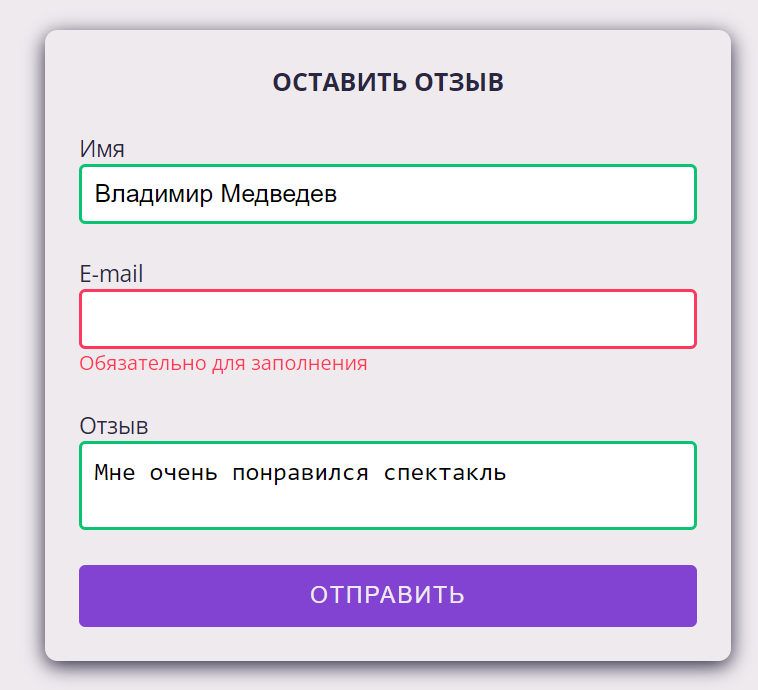 ОСТАВИТЬ ОТЗЫВ
Имя
Владимир Медведев
E-mail
Обязательно для заполнения
Отзыв
Мне очень понравился спектакль
ОТПРАВИТЬ